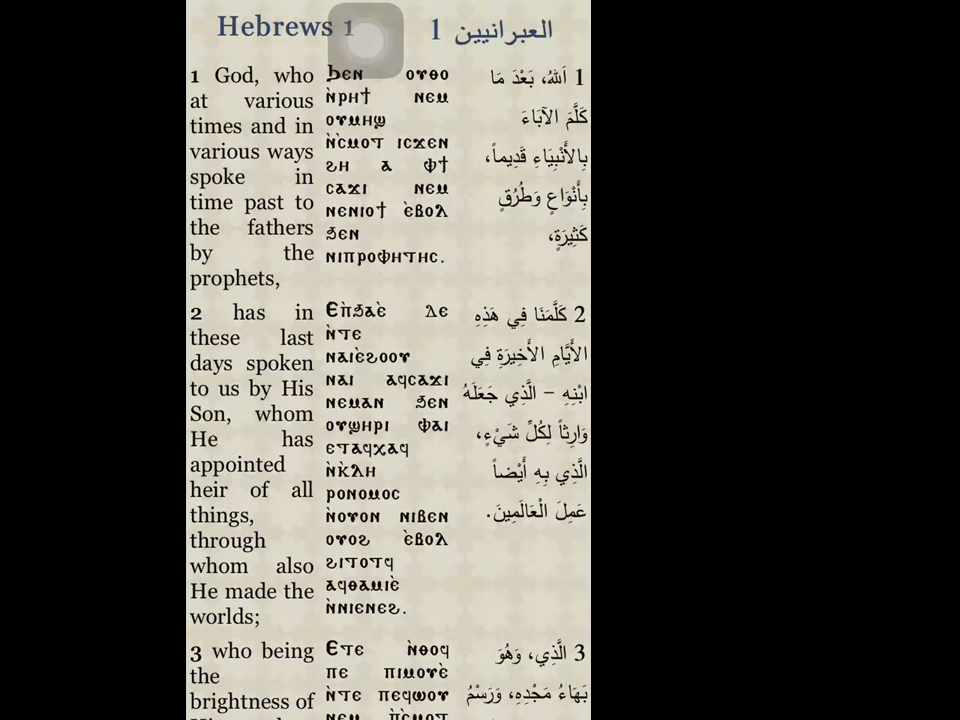 Hebrews 1
العبرانيين 1
1 God, who
at various
times and in
various ways
spoke in
time past to
the fathers
by the
prophets,
Ϧⲉⲛ ⲟⲩⲑⲟ
ⲛ̀ⲣⲏϯ ⲛⲉⲙ
ⲟⲩⲙⲏϣ
ⲛ̀ⲥ̀ⲙⲟⲧ ⲓⲥϫⲉⲛ
ϩⲏ ⲁ Ⲫϯ
ⲥⲁϫⲓ ⲛⲉⲙ
ⲛⲉⲛⲓⲟϯ ⲉ̀ⲃⲟⲗ
ϧⲉⲛ
ⲛⲓⲡⲣⲟⲫⲏⲧⲏⲥ.
1 اَللهُ، بَعْدَ مَا
كَلَّمَ الآبَاءَ
بِالأَنْبِيَاءِ قَدِيماً،
بِأَنْوَاعٍ وَطُرُقٍ
كَثِيرَةٍ،
2 has in
these last
days spoken
to us by His
Son, whom
He has
appointed
heir of all
things,
through
whom also
He made the
worlds;
Ⲉⲡ̀ϧⲁⲉ̀ ⲇⲉ
ⲛ̀ⲧⲉ
ⲛⲁⲓⲉ̀ϩⲟⲟⲩ
ⲛⲁⲓ ⲁϥⲥⲁϫⲓ
ⲛⲉⲙⲁⲛ ϧⲉⲛ
ⲟⲩϣⲏⲣⲓ ⲫⲁⲓ
ⲉⲧⲁϥⲭⲁϥ
ⲛ̀ⲕ̀ⲗⲏ
ⲣⲟⲛⲟⲙⲟⲥ
ⲛ̀ⲟⲩⲟⲛ ⲛⲓⲃⲉⲛ
ⲟⲩⲟϩ ⲉ̀ⲃⲟⲗ
ϩⲓⲧⲟⲧϥ
ⲁϥⲑⲁⲙⲓⲉ̀
ⲛ̀ⲛⲓⲉⲛⲉϩ.
2 كَلَّمَنَا فِي هَذِهِ
الأَيَّامِ الأَخِيرَةِ فِي
ابْنِهِ – الَّذِي جَعَلَهُ
وَارِثاً لِكُلِّ شَيْءٍ،
الَّذِي بِهِ أَيْضاً
عَمِلَ الْعَالَمِينَ.
3 who being
the
brightness of
Ⲉⲧⲉ ⲛ̀ⲑⲟϥ
ⲡⲉ ⲡⲓⲙⲟⲩⲉ̀
ⲛ̀ⲧⲉ ⲡⲉϥⲱⲟⲩ
ⲛⲉⲙ ⲡ̀ⲥⲙⲟⲧ
3 الَّذِي، وَهُوَ
بَهَاءُ مَجْدِهِ، وَرَسْمُ